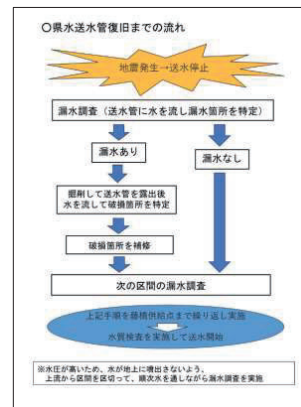 〇県水送水管復旧までの流れ
地震発生→送水停止
漏水調査（送水管に水を流し漏水箇所を特定）
漏水あり
漏水なし
掘削して送水管を露出後
水を流して破損箇所を特定
破損箇所を補修
次の区間の漏水調査
上記手順を藤橋供給点まで繰り返し実施
水質検査を実施して送水開始
※水圧が高いため、水が地上に噴出さないよう、
上流から区間を区切って、順次水を通しながら漏水調査を実施